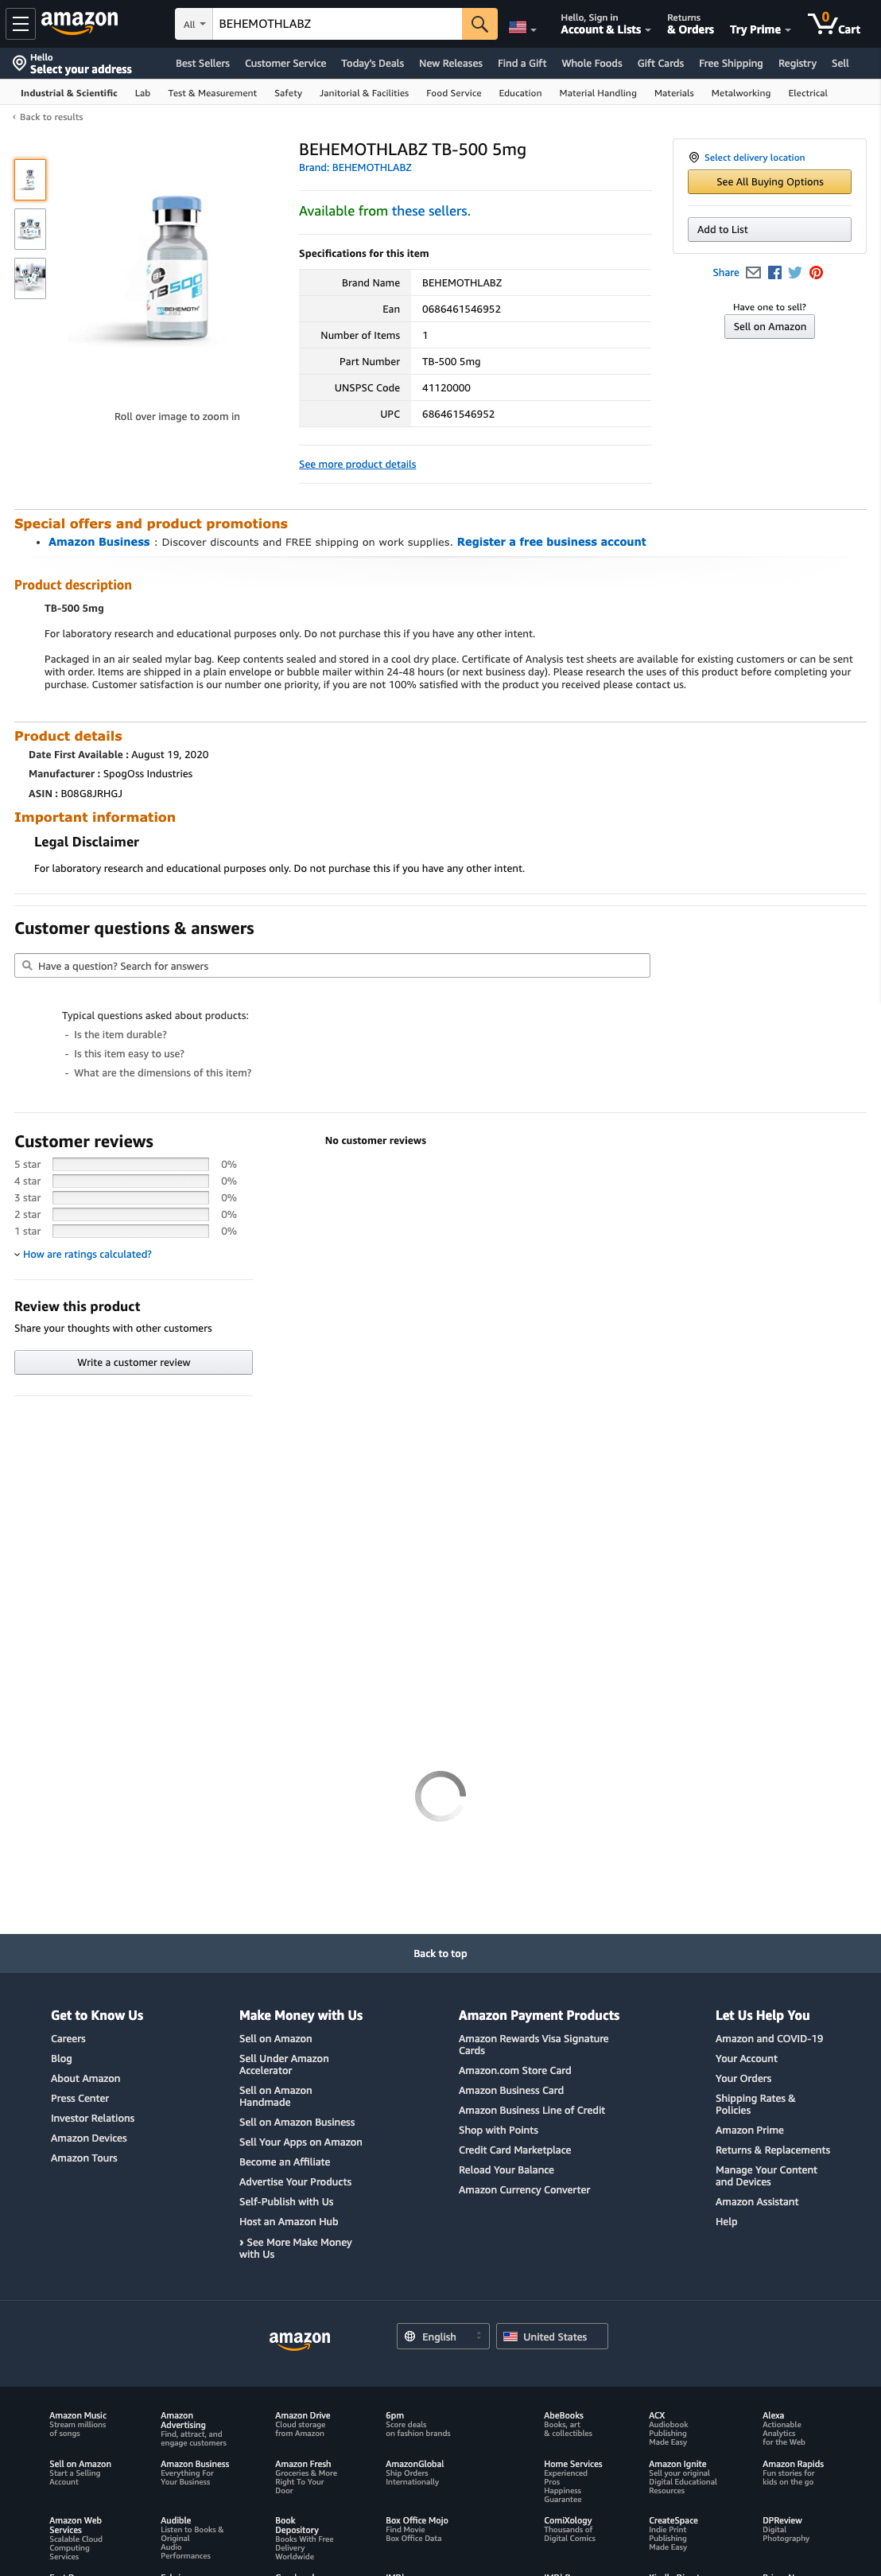 amazon
All
BEHEMOTHLABZ
Hello, Sign in
Account & Lists
Returns
& Orders
Try Prime
0
Cart
Hello
Select your address
Best Sellers
Customer Service
Today's Deals
New Releases
Find a Gift
Whole Foods
Gift Cards
Free Shipping
Registry
Sell
Industrial & Scientific
Lab
Test & Measurement
Safety
Janitorial & Facilities
Food Service
Education
Material Handling
Materials
Metalworking
Electrical
‹ Back to results
TB500
BEHEMOTH
Roll over image to zoom in
BEHEMOTHLABZ TB-500 5mg
Brand: BEHEMOTHLABZ
Available from these sellers.
Specifications for this item
Brand Name BEHEMOTHLABZ
Ean 0686461546952
Number of Items 1
Part Number TB-500 5mg
UNSPSC Code 41120000
UPC 686461546952
See more product details
Select delivery location
See All Buying Options
Add to List
Share
Have one to sell?
Sell on Amazon
Special offers and product promotions
• Amazon Business : Discover discounts and FREE shipping on work supplies. Register a free business account
Product description
TB-500 5mg
For laboratory research and educational purposes only. Do not purchase this if you have any other intent.
Packaged in an air sealed mylar bag. Keep contents sealed and stored in a cool dry place. Certificate of Analysis test sheets are available for existing customers or can be sent
with order. Items are shipped in a plain envelope or bubble mailer within 24-48 hours (or next business day). Please research the uses of this product before completing your
purchase. Customer satisfaction is our number one priority, if you are not 100% satisfied with the product you received please contact us.
Product details
Date First Available : August 19, 2020
Manufacturer : SpogOss Industries
ASIN : B08G8JRHGJ
Important information
Legal Disclaimer
For laboratory research and educational purposes only. Do not purchase this if you have any other intent.
Customer questions & answers
Have a question? Search for answers
Typical questions asked about products:
- Is the item durable?
- Is this item easy to use?
- What are the dimensions of this item?
Customer reviews
5 star 0%
4 star 0%
3 star 0%
2 star 0%
1 star 0%
How are ratings calculated?
No customer reviews
Review this product
Share your thoughts with other customers
Write a customer review
Back to top
Get to Know Us
Careers
Blog
About Amazon
Press Center
Investor Relations
Amazon Devices
Amazon Tours
Make Money with Us
Sell on Amazon
Sell Under Amazon
Accelerator
Sell on Amazon
Handmade
Sell on Amazon Business
Sell Your Apps on Amazon
Become an Affiliate
Advertise Your Products
Self-Publish with Us
Host an Amazon Hub
› See More Make Money
with Us
Amazon Payment Products
Amazon Rewards Visa Signature
Cards
Amazon.com Store Card
Amazon Business Card
Amazon Business Line of Credit
Shop with Points
Credit Card Marketplace
Reload Your Balance
Amazon Currency Converter
Let Us Help You
Amazon and COVID-19
Your Account
Your Orders
Shipping Rates &
Policies
Amazon Prime
Returns & Replacements
Manage Your Content
and Devices
Amazon Assistant
Help
amazon
English
United States
Amazon Music
Stream millions
of songs
Amazon
Advertising
Find, attract, and
engage customers
Amazon Drive
Cloud storage
from Amazon
6pm
Score deals
on fashion brands
AbeBooks
Books, art
& collectibles
ACX
Audiobook
Publishing
Made Easy
Alexa
Actionable
Analytics
for the Web
Sell on Amazon
Start a Selling
Account
Amazon Business
Everything For
Your Business
Amazon Fresh
Groceries & More
Right To Your
Door
AmazonGlobal
Ship Orders
Internationally
Home Services
Experienced
Pros
Happiness
Guarantee
Amazon Ignite
Sell your original
Digital Educational
Resources
Amazon Rapids
Fun stories for
kids on the go
Amazon Web
Services
Scalable Cloud
Computing
Services
Audible
Listen to Books &
Original
Audio
Performances
Book
Depository
Books With Free
Delivery
Worldwide
Box Office Mojo
Find Movie
Box Office Data
ComiXology
Thousands of
Digital Comics
CreateSpace
Indie Print
Publishing
Made Easy
DPReview
Digital
Photography